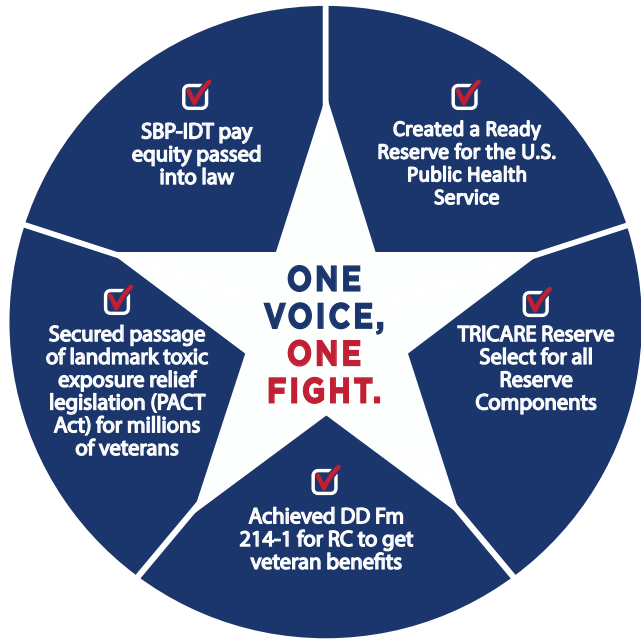 SBP-IDT pay
equity passed
into law
Created a Ready
Reserve for the U.S.
Public Health
Service
ONE
VOICE,
ONE
FIGHT.
Secured passage
of landmark toxic
exposure relief
legislation (PACT
Act) for millions
of veterans
TRICARE Reserve
Select for all
Reserve
Components
Achieved DD Fm
214-1 for RC to get
veteran benefits